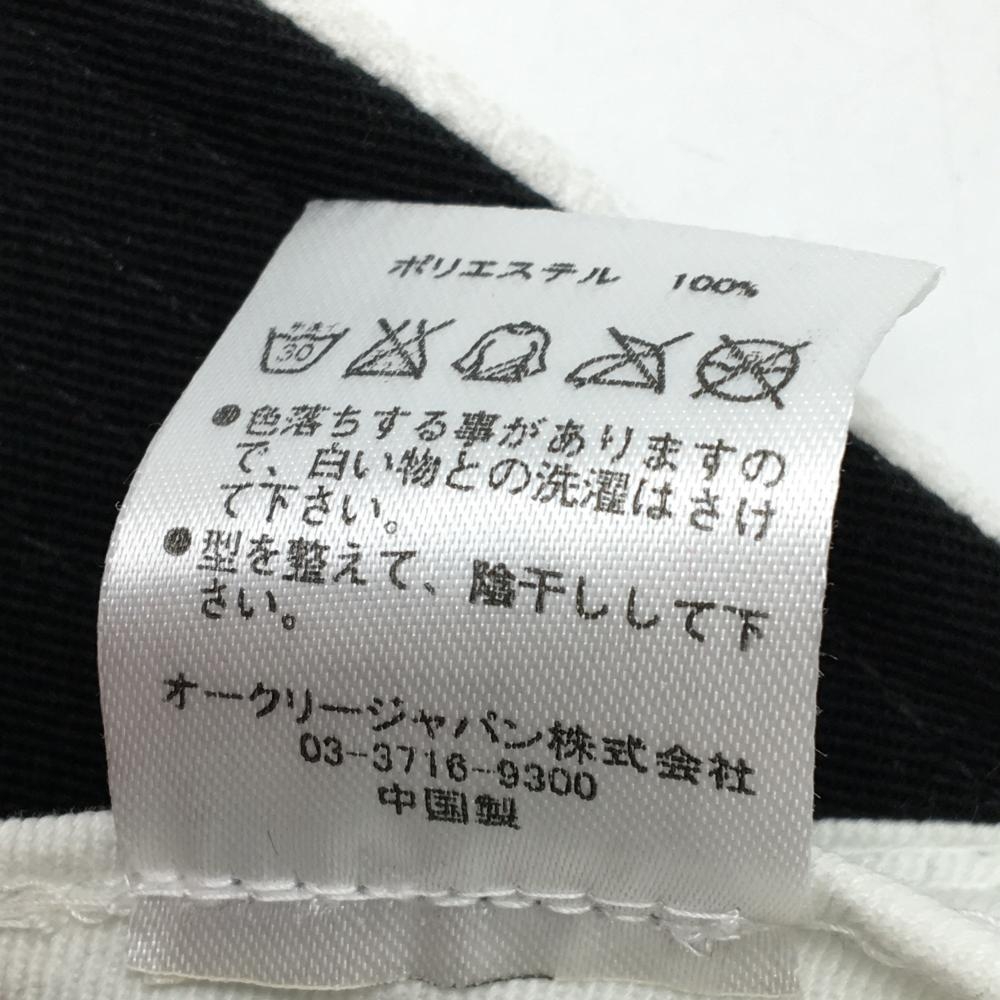 ポリエステル 100%
30
●色落ちする事がありますの
で、白い物との洗濯はさけ
て下さい。
●型を整えて、陰干しして下
さい。
オークリージャパン株式会社
03-3716-9300
中国製